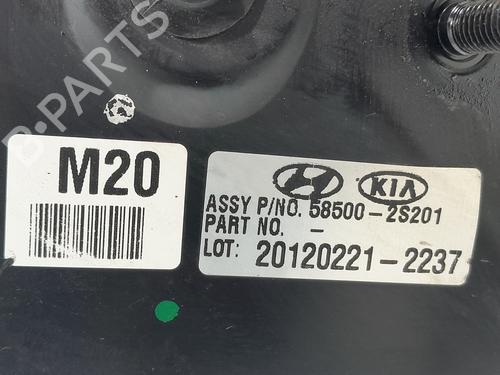 B-PARTS
M20
KIA
ASSY P/NO. 58500-2S201
PART NO. -
LOT: 20120221-2237